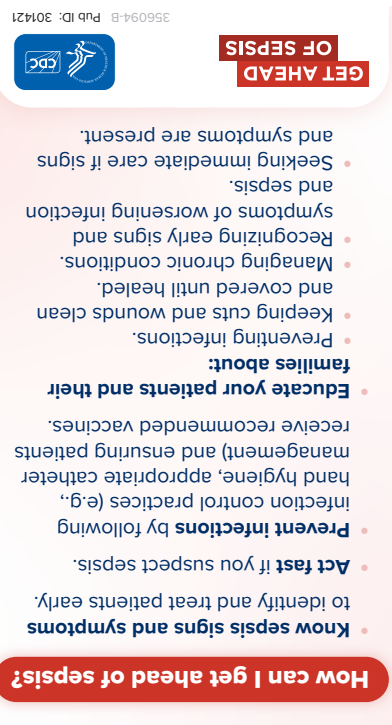 How can I get ahead of sepsis?
• Know sepsis signs and symptoms
to identify and treat patients early.
• Act fast if you suspect sepsis.
• Prevent infections by following
infection control practices (e.g.,
hand hygiene, appropriate catheter
management) and ensuring patients
receive recommended vaccines.
• Educate your patients and their
families about:
• Preventing infections.
• Keeping cuts and wounds clean
and covered until healed.
• Managing chronic conditions.
• Recognizing early signs and
symptoms of worsening infection
and sepsis.
• Seeking immediate care if signs
and symptoms are present.
GET AHEAD
OF SEPSIS
CDC
356094-B Pub ID: 301421